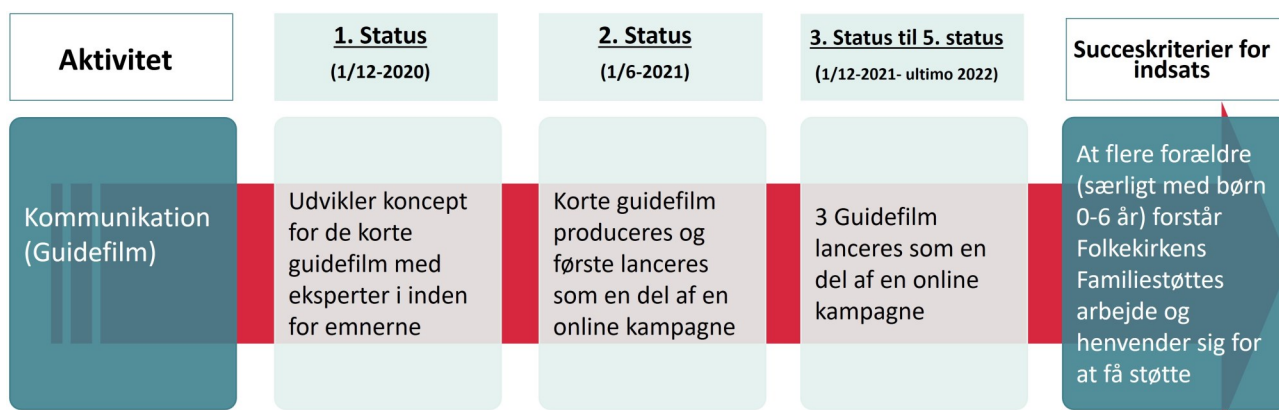 Aktivitet
1. Status
(1/12-2020)
2. Status
(1/6-2021)
3. Status til 5. status
(1/12-2021- ultimo 2022)
Succeskriterier for
indsats
Kommunikation
(Guidefilm)
Udvikler koncept
for de korte
guidefilm med
eksperter i inden
for emnerne
Korte guidefilm
produceres og
første lanceres
som en del af en
online kampagne
3 Guidefilm
lanceres som en
del af en online
kampagne
At flere forældre
(særligt med børn
0-6 år) forstår
Folkekirkens
Familiestøttes
arbejde og
henvender sig for
at få støtte